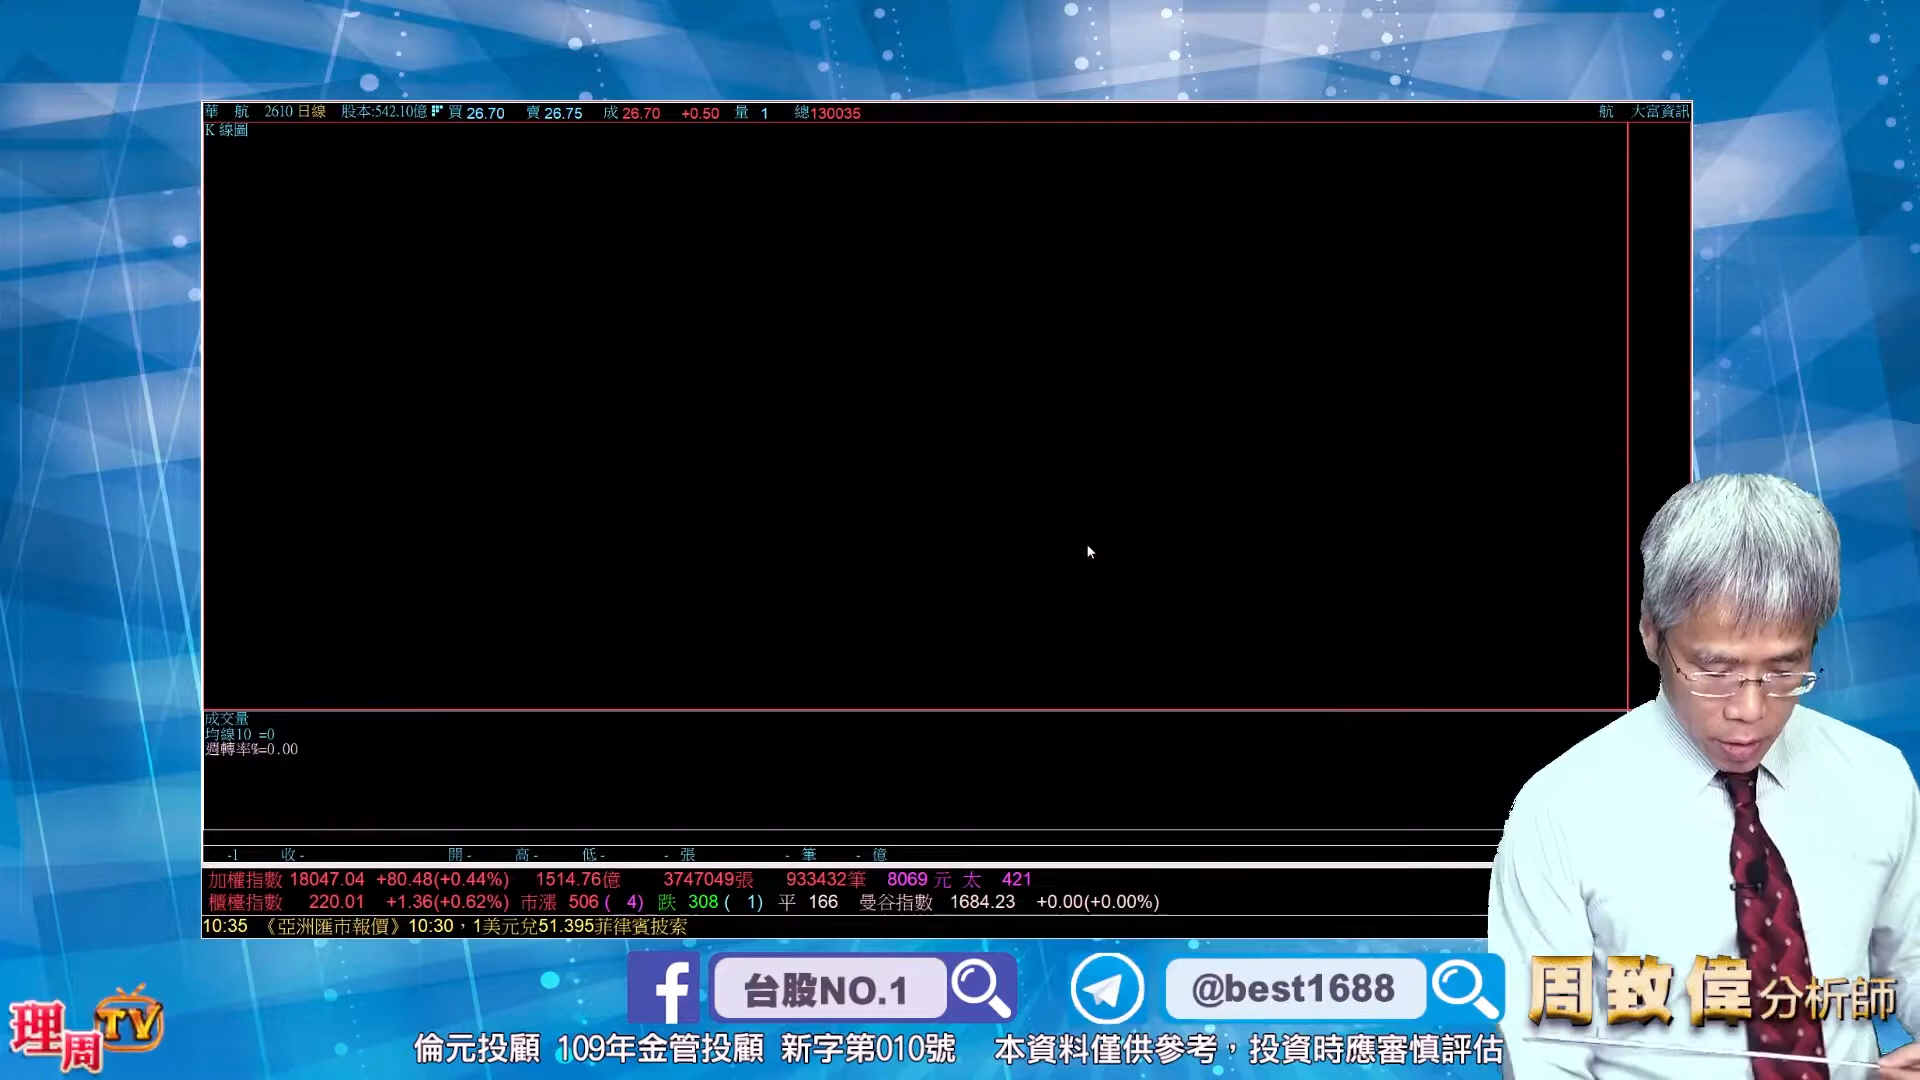 華 航 2610 日線 股本:542.10億 買 26.70 賣 26.75 成 26.70 +0.50 量 1 總130035 航 大富資訊
K 線圖
成交量
均線10 =0
週轉率%=0.00
-1 收- 開- 高- 低- - 張 - 筆 - 億
加權指數 18047.04 +80.48(+0.44%) 1514.76億 3747049張 933432筆 8069 元 太 421
櫃檯指數 220.01 +1.36(+0.62%) 市漲 506 ( 4) 跌 308 ( 1) 平 166 曼谷指數 1684.23 +0.00(+0.00%)
10:35 《亞洲匯市報價》10:30，1美元兌51.395菲律賓披索
台股NO.1 @best1688
周致偉分析師
理周TV
倫元投顧 109年金管投顧 新字第010號 本資料僅供參考，投資時應審慎評估